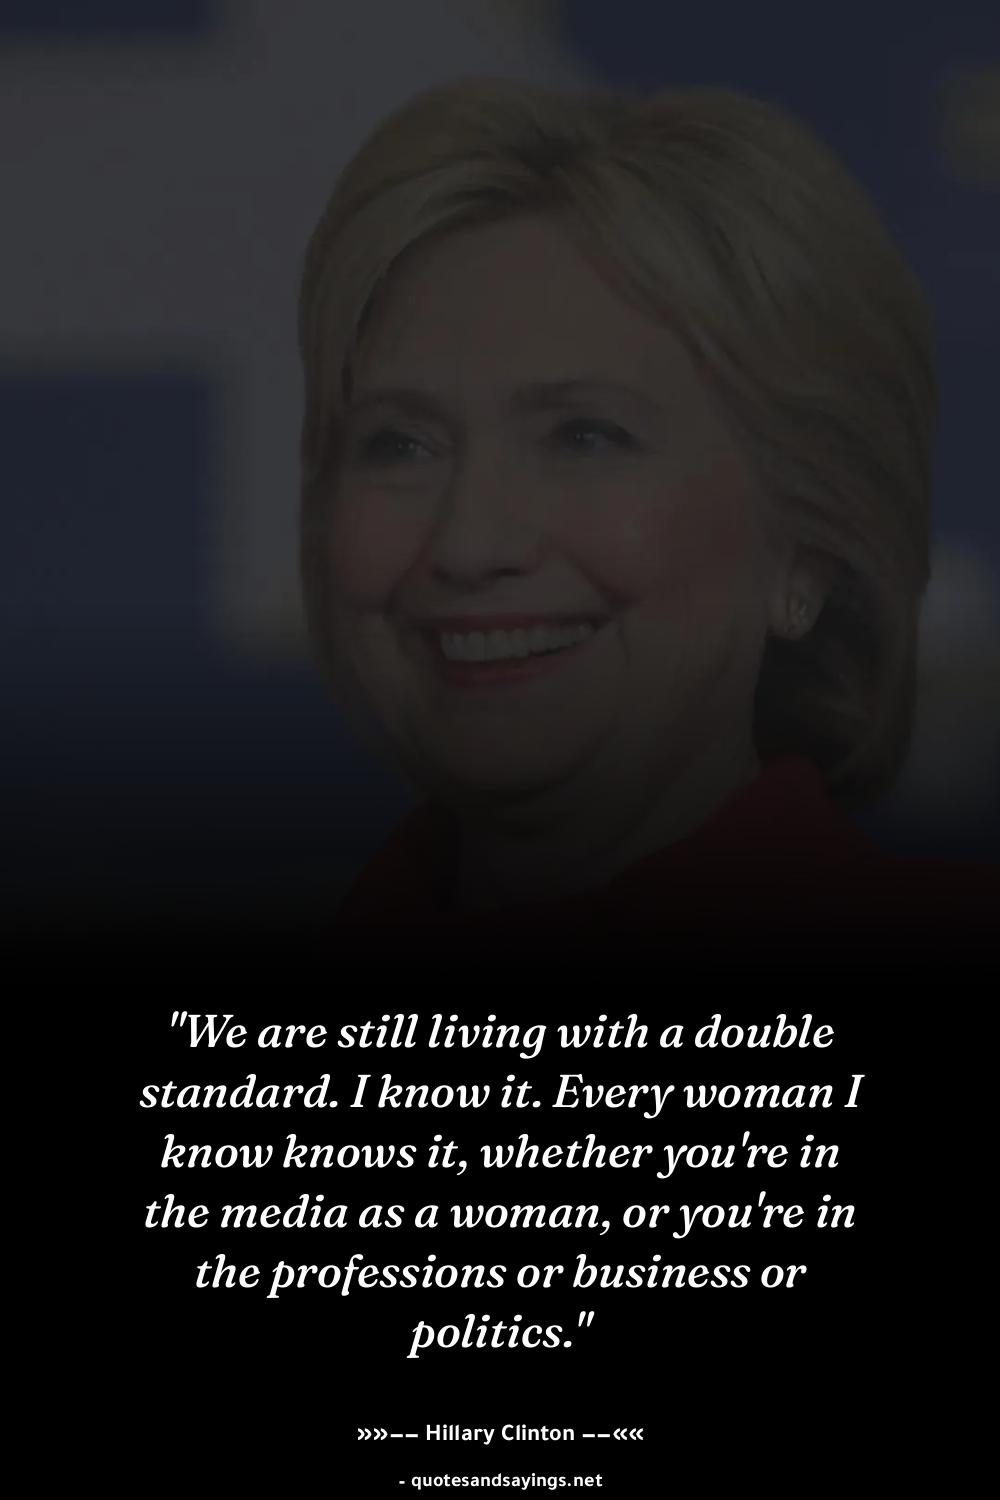 "We are still living with a double
standard. I know it. Every woman I
know knows it, whether you're in
the media as a woman, or you're in
the professions or business or
politics."
»»–– Hillary Clinton ––««
- quotesandsayings.net